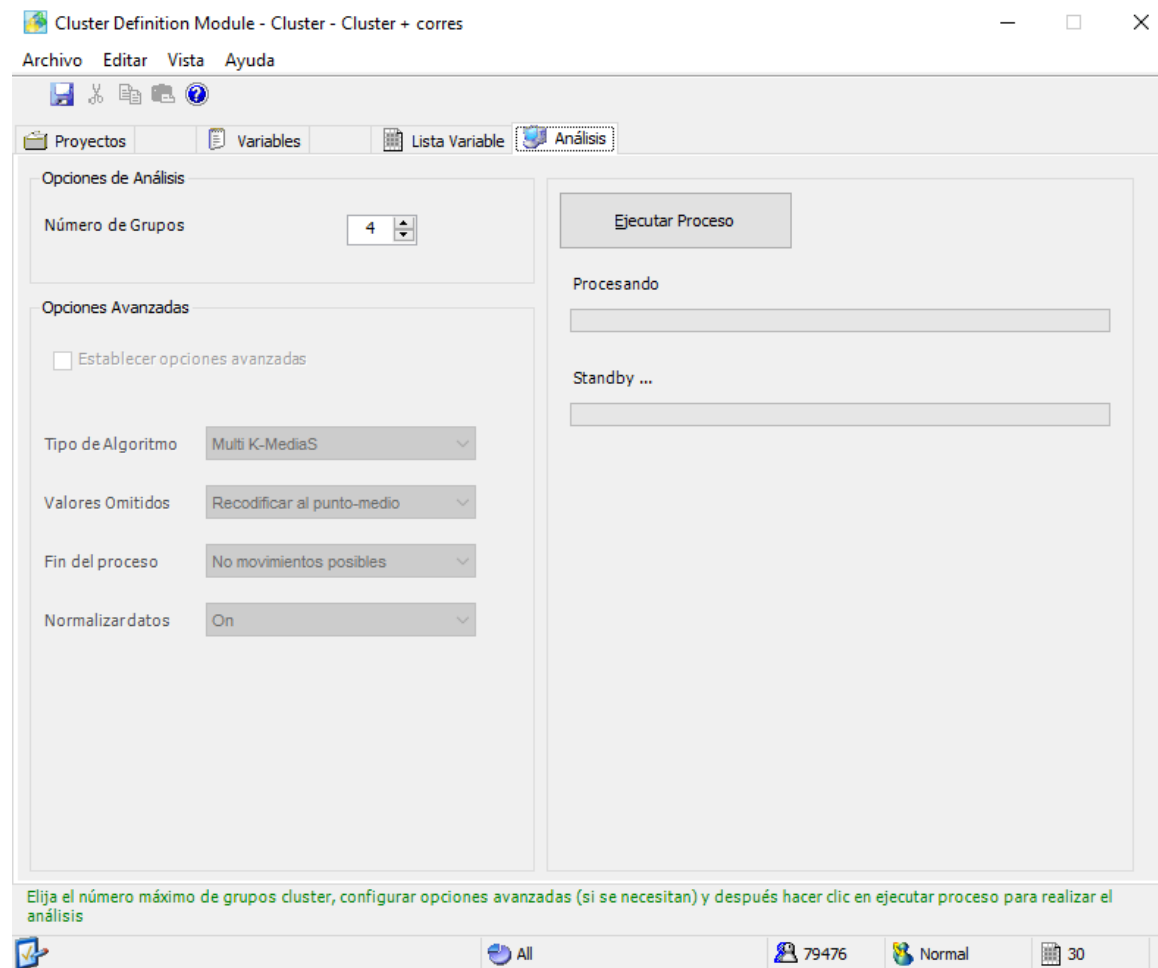 Cluster Definition Module - Cluster - Cluster + corres
Archivo Editar Vista Ayuda
Proyectos Variables Lista Variable Análisis
Opciones de Análisis
Número de Grupos 4
Opciones Avanzadas
Establecer opciones avanzadas
Tipo de Algoritmo Multi K-MediaS
Valores Omitidos Recodificar al punto-medio
Fin del proceso No movimientos posibles
Normalizar datos On
Ejecutar Proceso
Procesando
Standby ...
Elija el número máximo de grupos cluster, configurar opciones avanzadas (si se necesitan) y después hacer clic en ejecutar proceso para realizar el
análisis
All 79476 Normal 30